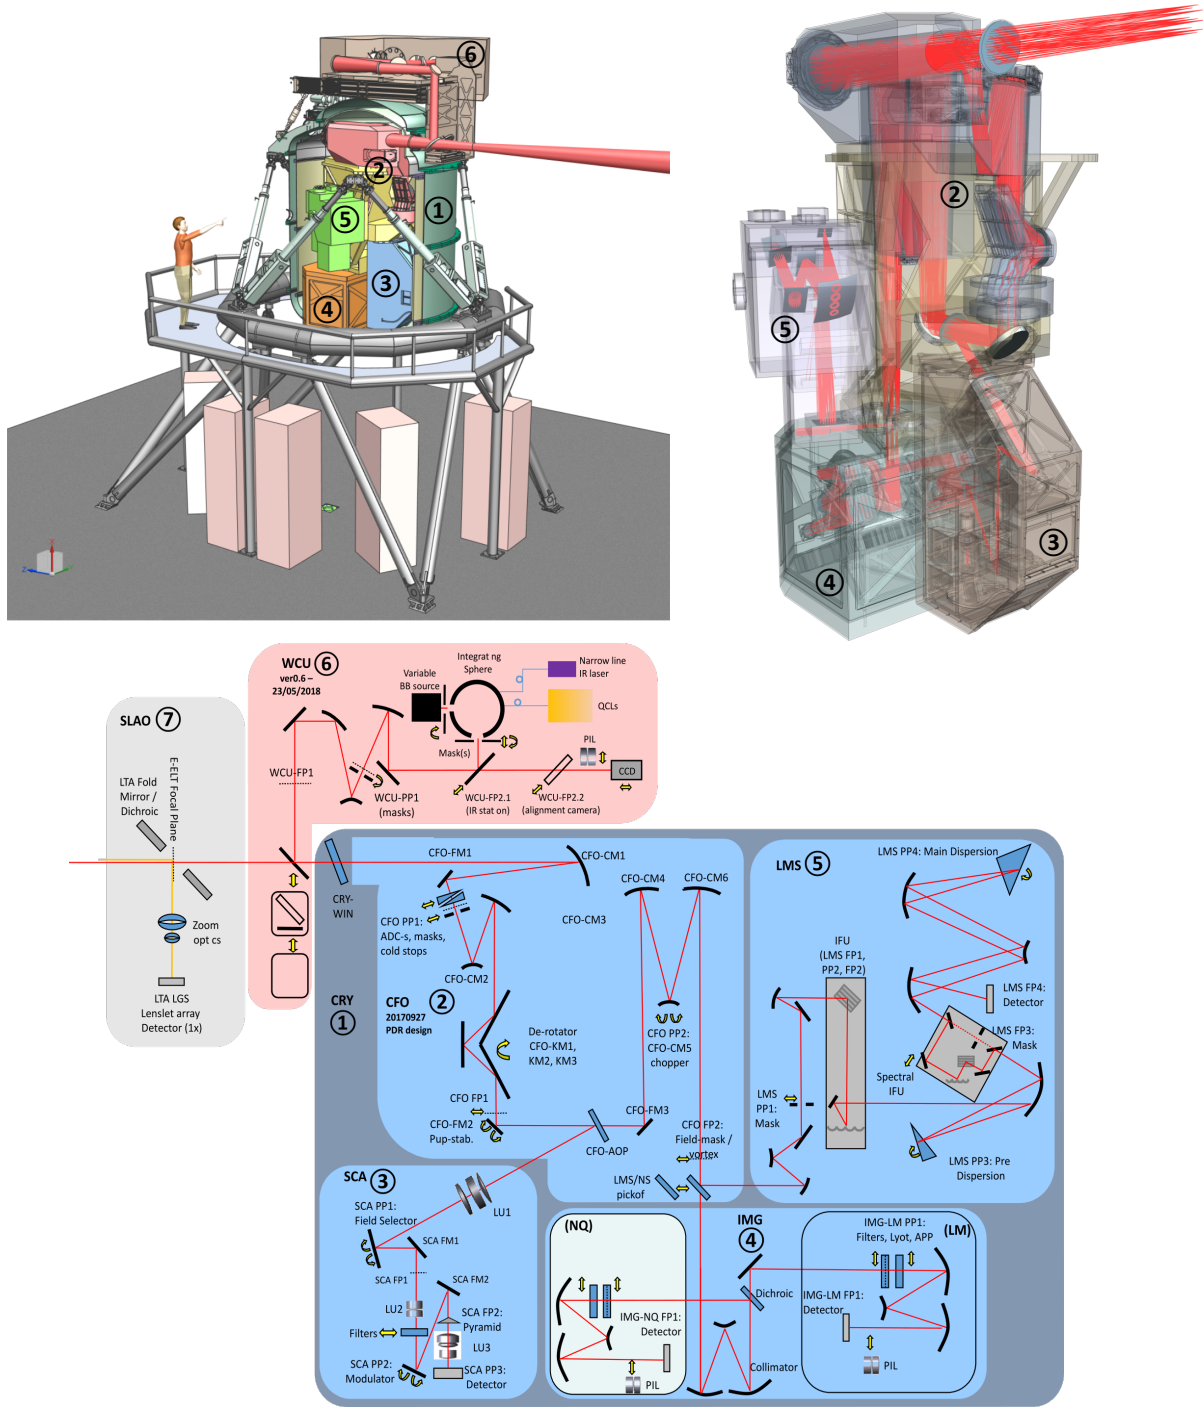 ⑥
②
①
⑤
③
④
②
⑤
③
④
X
Z
Y
WCU ⑥
ver0.6 –
23/05/2018
Variable
BB source
Integrat ng
Sphere
Narrow line
IR laser
QCLs
Mask(s)
PIL
CCD
WCU-FP1
WCU-PP1
(masks)
WCU-FP2.1
(IR stat on)
WCU-FP2.2
(alignment camera)
SLAO ⑦
E-ELT Focal Plane
LTA Fold
Mirror /
Dichroic
Zoom
opt cs
LTA LGS
Lenslet array
Detector (1x)
CRY-
WIN
CRY
①
CFO ②
20170927
PDR design
CFO-FM1
CFO-CM1
CFO-CM4
CFO-CM6
CFO-CM3
CFO PP1:
ADC-s, masks,
cold stops
CFO-CM2
De-rotator
CFO-KM1,
KM2, KM3
CFO PP2:
CFO-CM5
chopper
CFO FP1
CFO-FM2
Pup-stab.
CFO-FM3
CFO-AOP
CFO FP2:
Field-mask /
vortex
LMS/NS
pickof
LMS ⑤
LMS PP4: Main Dispersion
IFU
(LMS FP1,
PP2, FP2)
LMS FP4:
Detector
LMS FP3:
Mask
Spectral
IFU
LMS
PP1:
Mask
LMS PP3: Pre
Dispersion
SCA ③
SCA PP1:
Field Selector
LU1
SCA FM1
SCA FP1
SCA FM2
LU2
SCA FP2:
Pyramid
Filters
LU3
SCA PP2:
Modulator
SCA PP3:
Detector
IMG
④
(NQ)
IMG-NQ FP1:
Detector
PIL
Dichroic
Collimator
(LM)
IMG-LM PP1:
Filters, Lyot, APP
IMG-LM FP1:
Detector
PIL